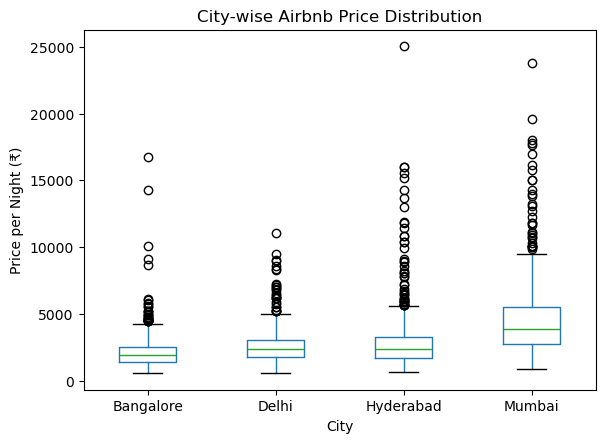 City-wise Airbnb Price Distribution
Price per Night (₹)
25000
20000
15000
10000
5000
0
Bangalore Delhi Hyderabad Mumbai
City